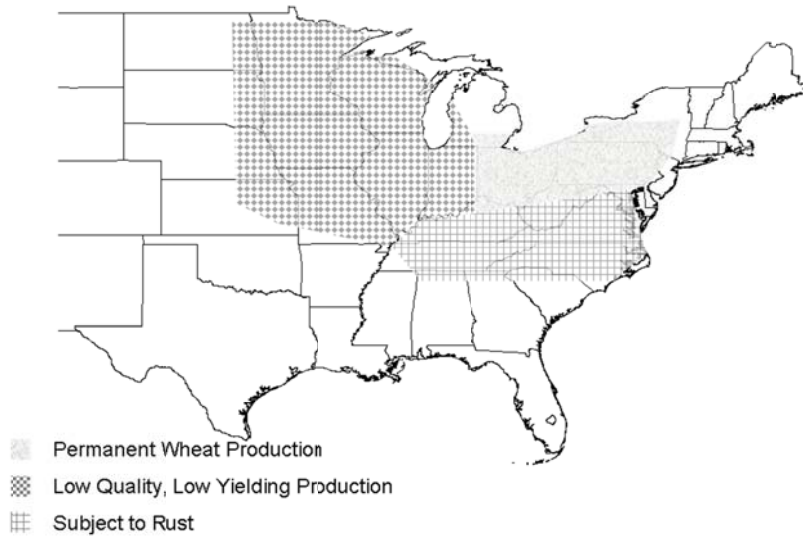 Permanent Wheat Production
Low Quality, Low Yielding Production
Subject to Rust